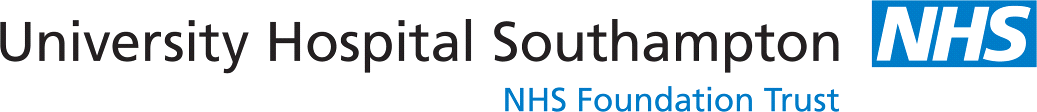 University Hospital Southampton NHS
NHS Foundation Trust